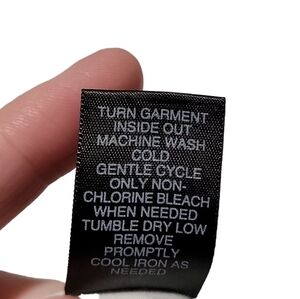 TURN GARMENT
INSIDE OUT
MACHINE WASH
COLD
GENTLE CYCLE
ONLY NON-
CHLORINE BLEACH
WHEN NEEDED
TUMBLE DRY LOW
REMOVE
PROMPTLY
COOL IRON AS
NEEDED